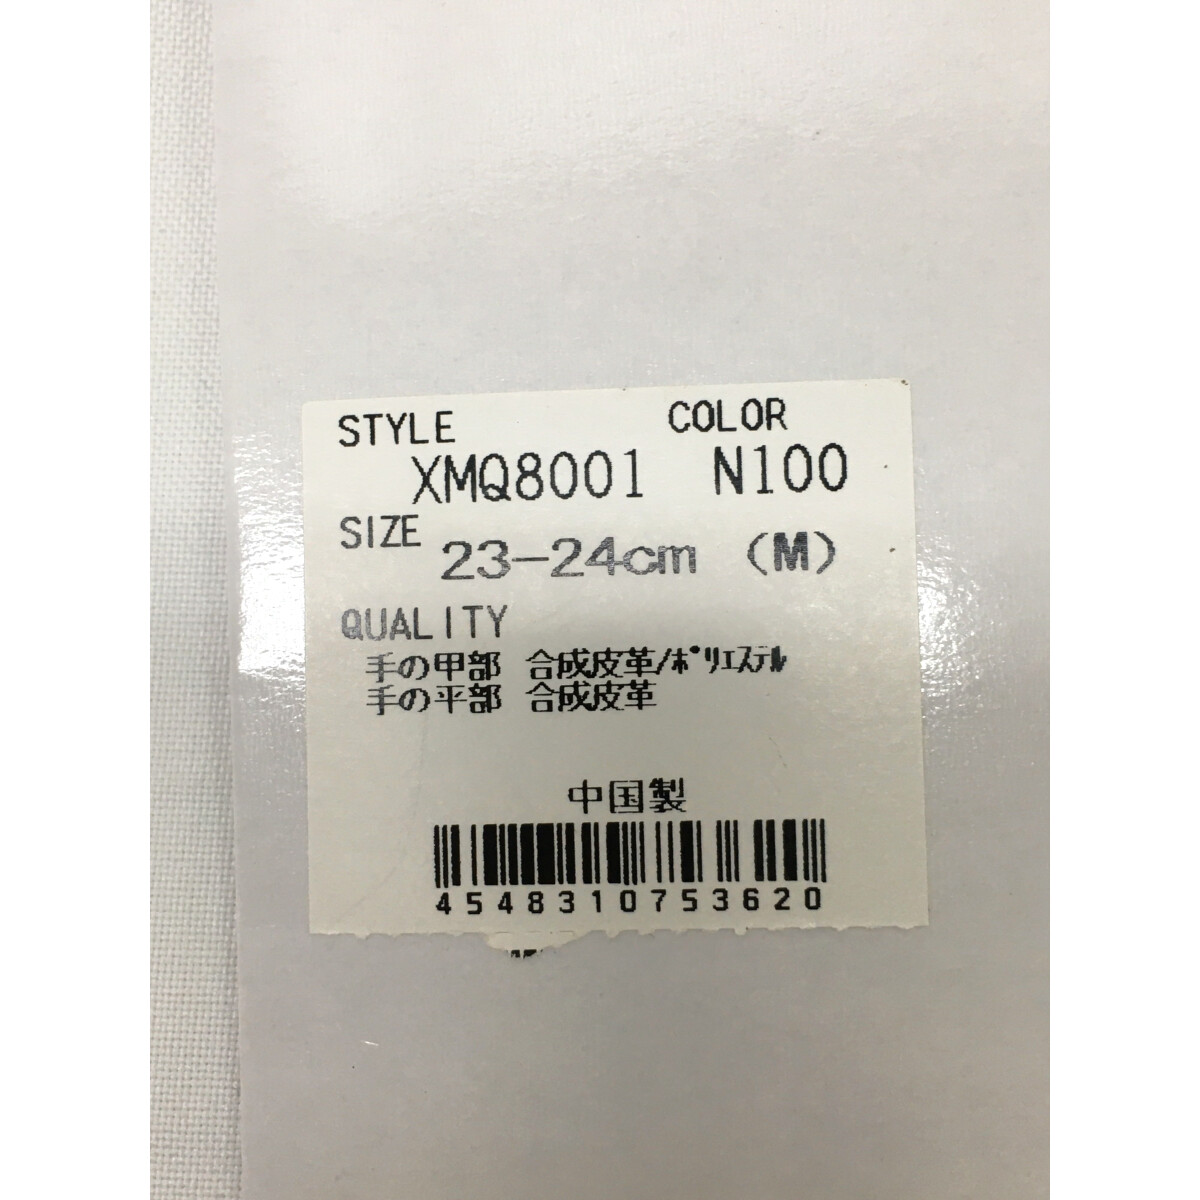 STYLE COLOR
XMQ8001 N100
SIZE 23-24cm (M)
QUALITY
手の甲部 合成皮革/ポリエステル
手の平部 合成皮革
中国製
4548310753620